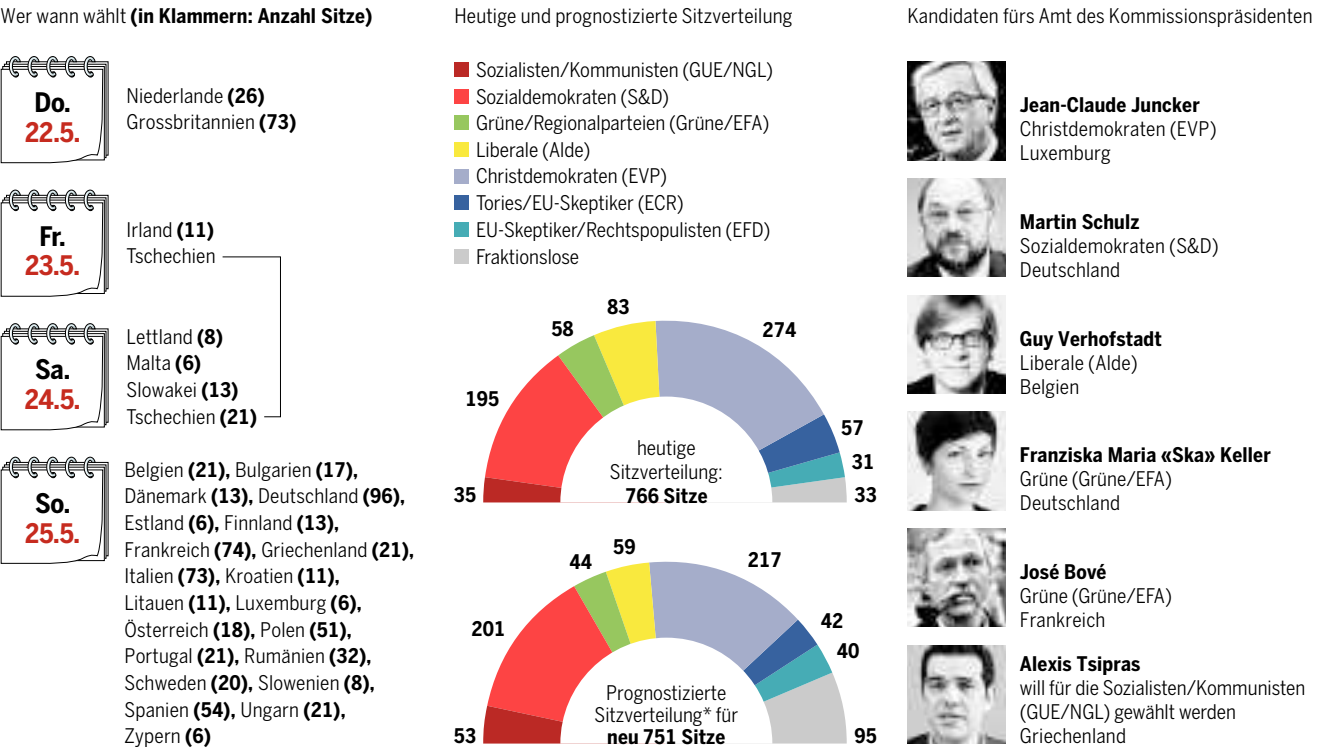 Wer wann wählt (in Klammern: Anzahl Sitze)
Do.
22.5.
Niederlande (26)
Grossbritannien (73)
Fr.
23.5.
Irland (11)
Tschechien
Sa.
24.5.
Lettland (8)
Malta (6)
Slowakei (13)
Tschechien (21)
So.
25.5.
Belgien (21), Bulgarien (17),
Dänemark (13), Deutschland (96),
Estland (6), Finnland (13),
Frankreich (74), Griechenland (21),
Italien (73), Kroatien (11),
Litauen (11), Luxemburg (6),
Österreich (18), Polen (51),
Portugal (21), Rumänien (32),
Schweden (20), Slowenien (8),
Spanien (54), Ungarn (21),
Zypern (6)
Heutige und prognostizierte Sitzverteilung
Sozialisten/Kommunisten (GUE/NGL)
Sozialdemokraten (S&D)
Grüne/Regionalparteien (Grüne/EFA)
Liberale (Alde)
Christdemokraten (EVP)
Tories/EU-Skeptiker (ECR)
EU-Skeptiker/Rechtspopulisten (EFD)
Fraktionslose
35
195
58
83
274
57
31
33
heutige
Sitzverteilung:
766 Sitze
53
201
44
59
217
42
40
95
Prognostizierte
Sitzverteilung* für
neu 751 Sitze
Kandidaten fürs Amt des Kommissionspräsidenten
Jean-Claude Juncker
Christdemokraten (EVP)
Luxemburg
Martin Schulz
Sozialdemokraten (S&D)
Deutschland
Guy Verhofstadt
Liberale (Alde)
Belgien
Franziska Maria «Ska» Keller
Grüne (Grüne/EFA)
Deutschland
José Bové
Grüne (Grüne/EFA)
Frankreich
Alexis Tsipras
will für die Sozialisten/Kommunisten
(GUE/NGL) gewählt werden
Griechenland